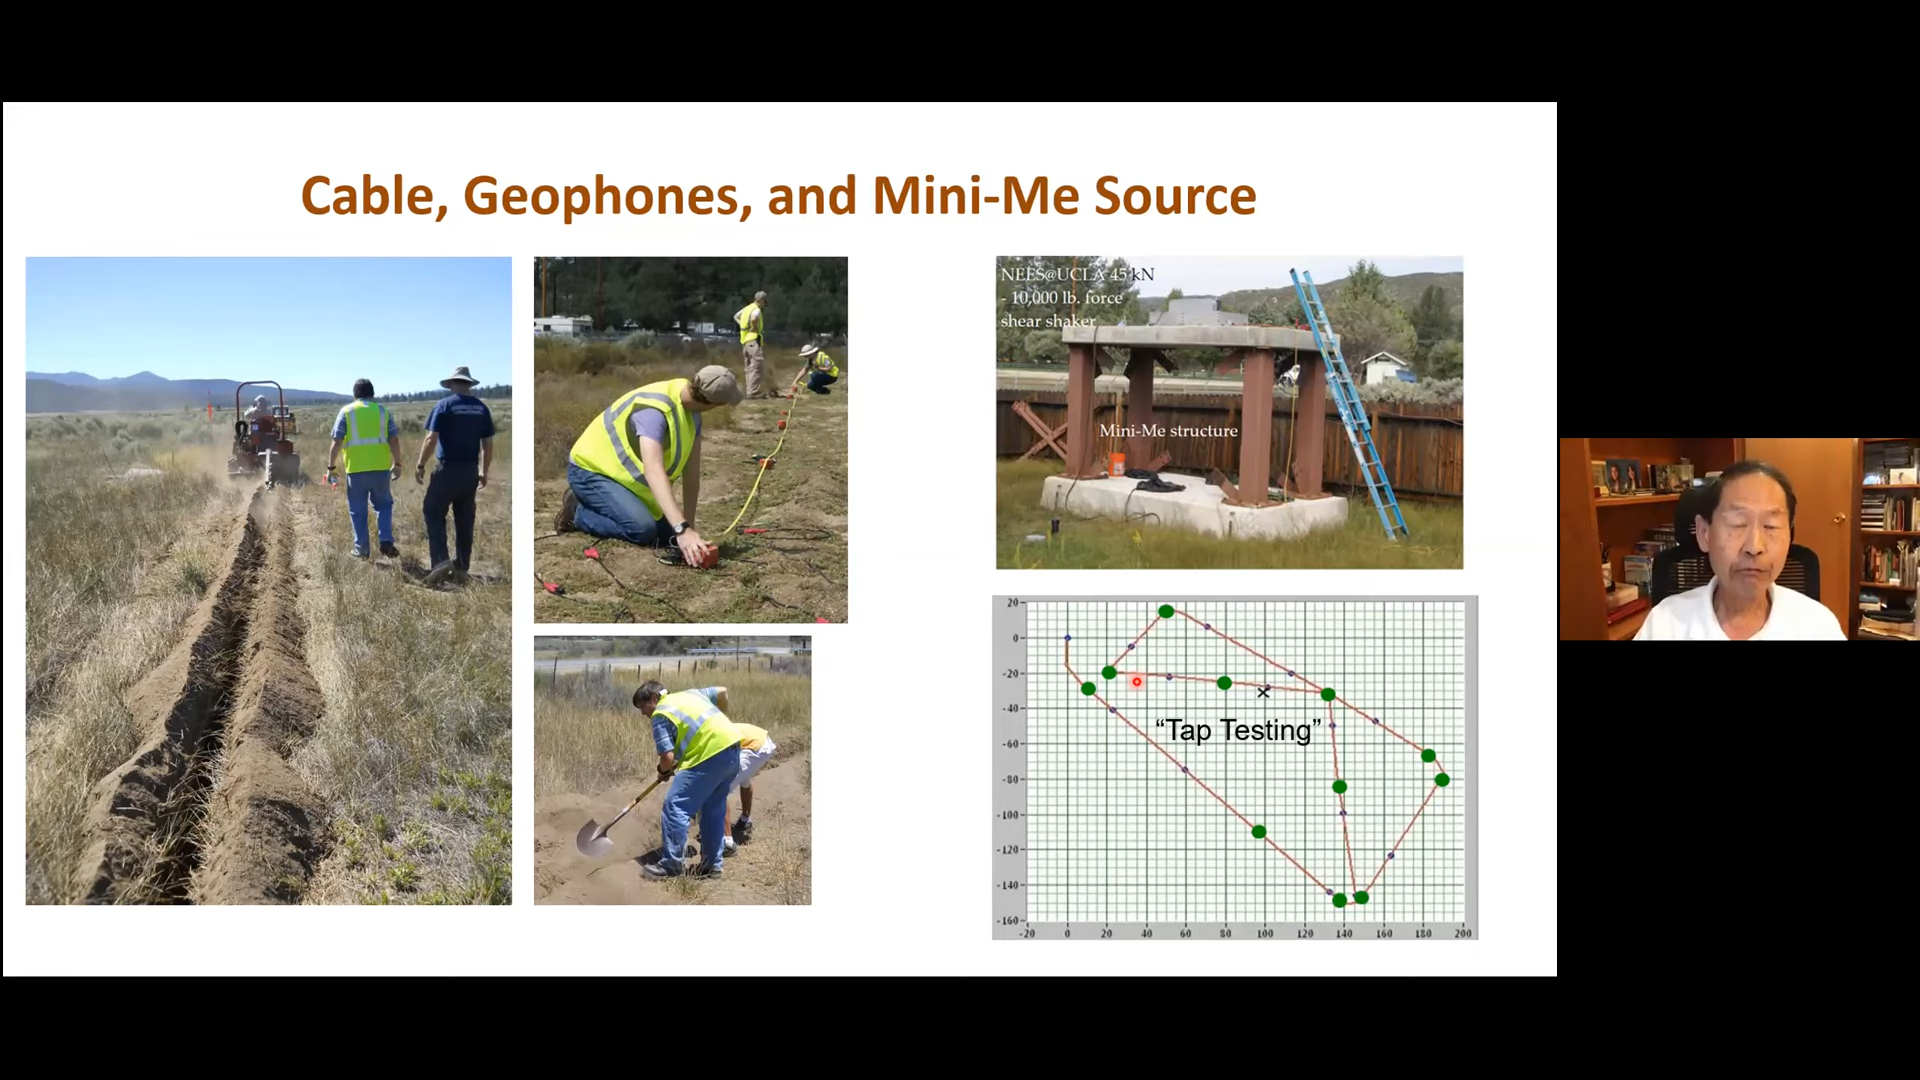 Cable, Geophones, and Mini-Me Source
NEES@UCLA 45 kN
- 10,000 lb. force
shear shaker
Mini-Me structure
20
0
-20
-40
-60
-80
-100
-120
-140
-160
"Tap Testing"
-20 0 20 40 60 80 100 120 140 160 180 200